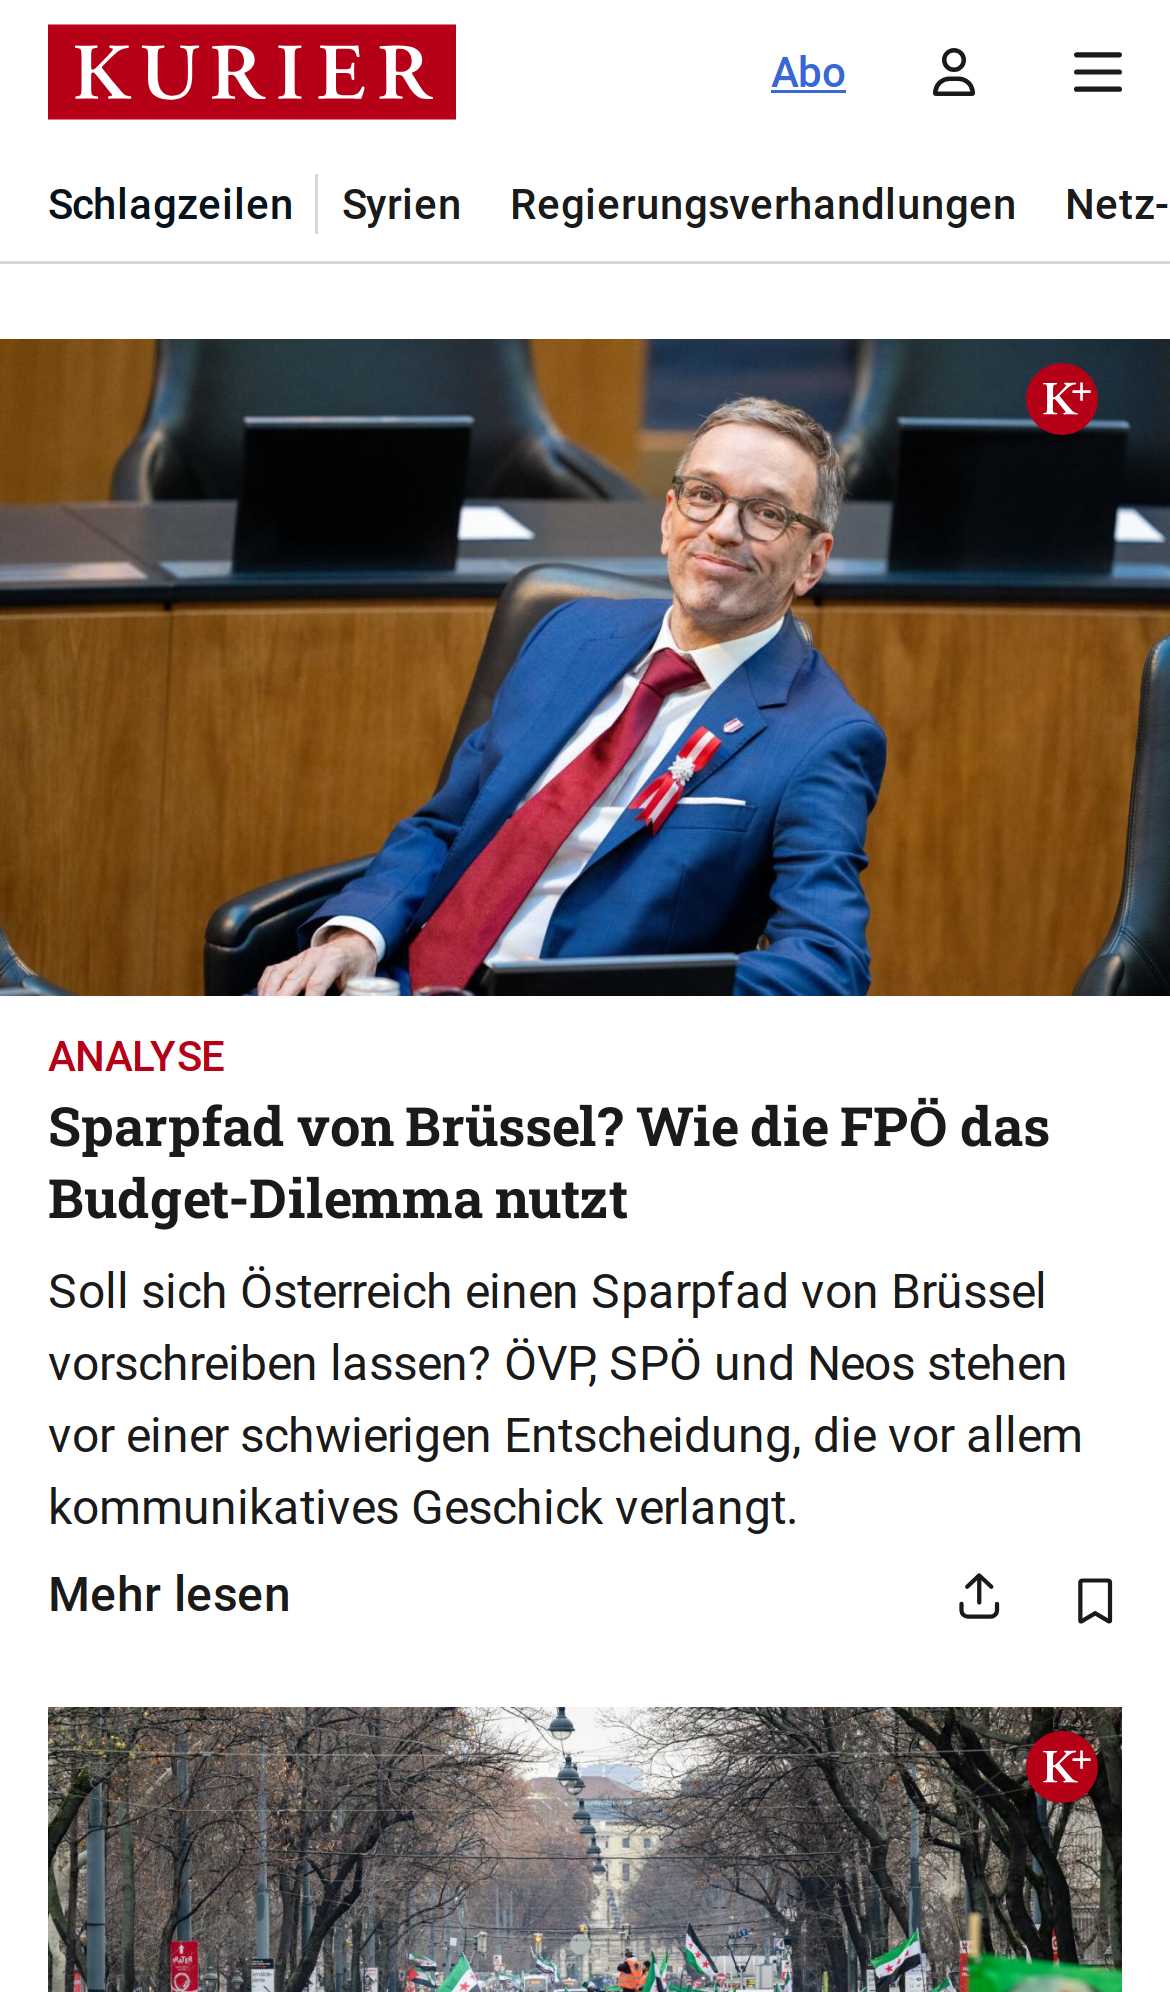 KURIER
Abo
Schlagzeilen
Syrien
Regierungsverhandlungen
Netz-
K+
ANALYSE
Sparpfad von Brüssel? Wie die FPÖ das
Budget-Dilemma nutzt
Soll sich Österreich einen Sparpfad von Brüssel
vorschreiben lassen? ÖVP, SPÖ und Neos stehen
vor einer schwierigen Entscheidung, die vor allem
kommunikatives Geschick verlangt.
Mehr lesen
K+
PRATER